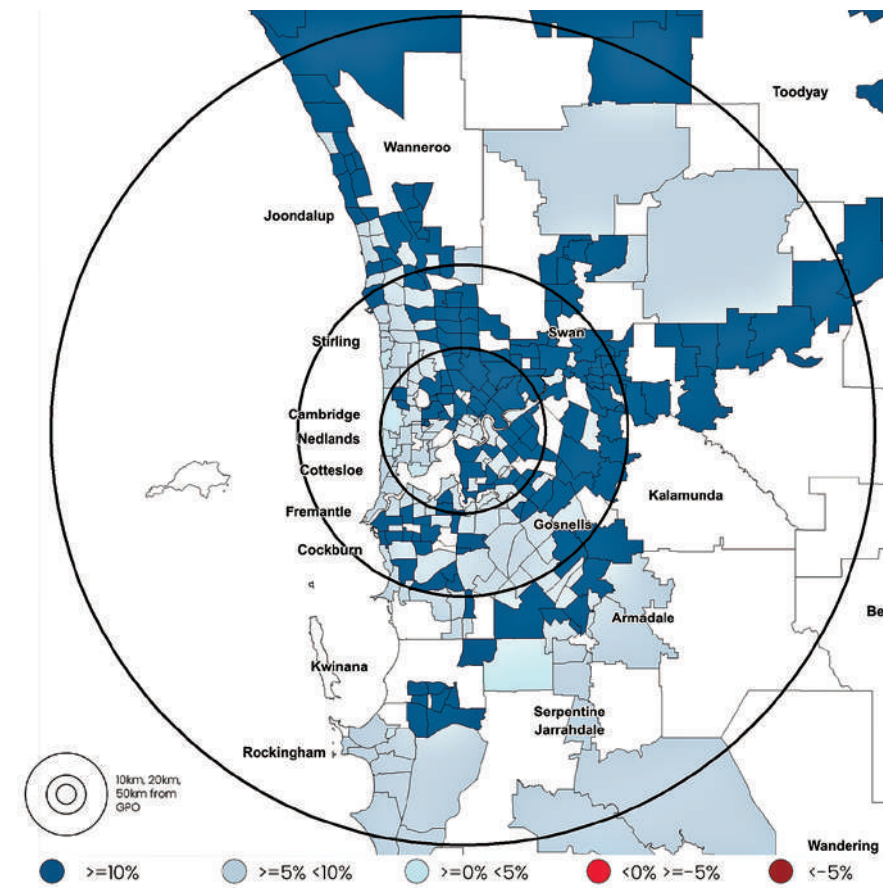 Toodyay
Wanneroo
Joondalup
Swan
Stirling
Cambridge
Nedlands
Cottesloe
Kalamunda
Fremantle
Gosnells
Cockburn
Be
Armadale
Kwinana
Serpentine
Jarrahdale
Rockingham
10km, 20km,
50km from
GPO
Wandering
>=10%
>=5% <10%
>=0% <5%
<0% >=-5%
<-5%